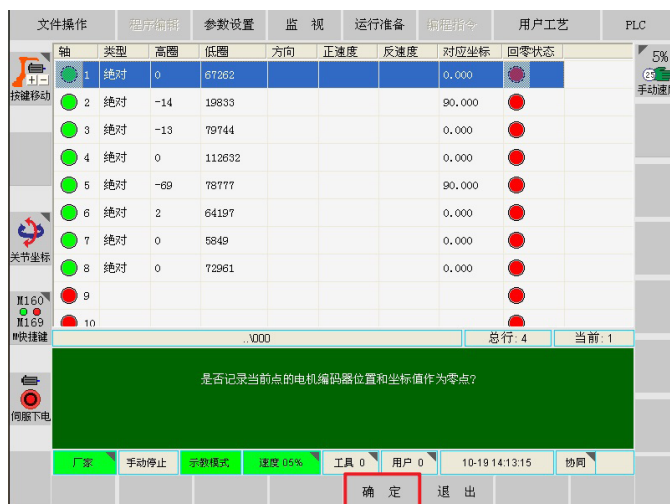 文件操作 程序编辑 参数设置 监 视 运行准备 编程指令 用户工艺 PLC
轴 类型 高圈 低圈 方向 正速度 反速度 对应坐标 回零状态
1 绝对 0 67262 0.000
2 绝对 -14 19833 90.000
3 绝对 -13 79744 0.000
4 绝对 0 112632 0.000
5 绝对 -69 78777 90.000
6 绝对 2 64197 0.000
7 绝对 0 5849 0.000
8 绝对 0 72961 0.000
9
10
按键移动
关节坐标
M160
M169
M快捷键
伺服下电
5%
25
手动速度
..\000 总行: 4 当前: 1
是否记录当前点的电机编码器位置和坐标值作为零点?
厂家 手动停止 示教模式 速度 05% 工具 0 用户 0 10-19 14:13:15 协同
确 定 退 出